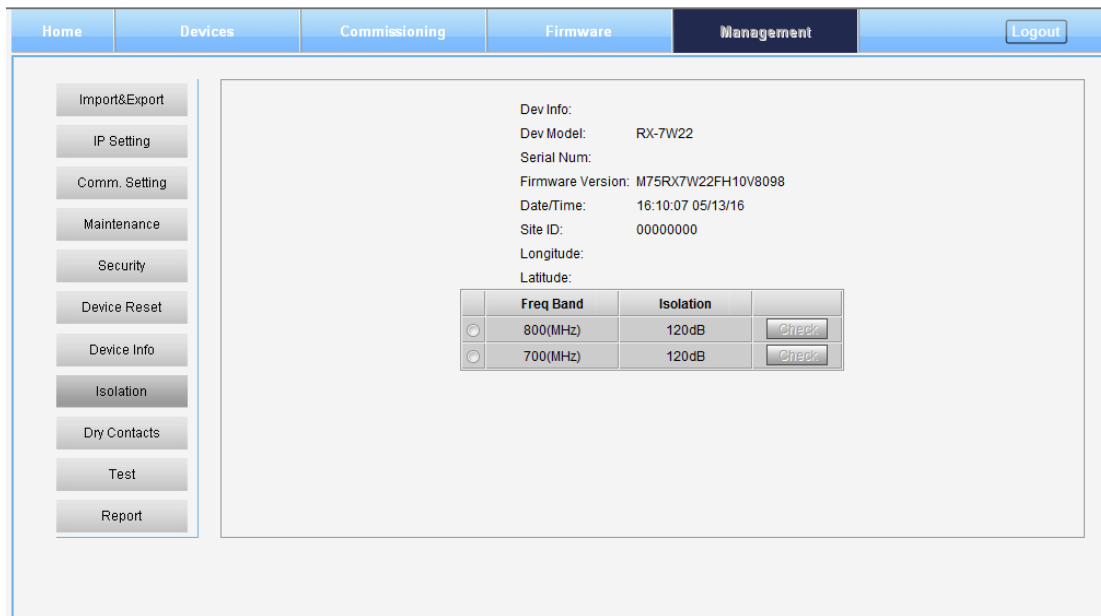 Home Devices Commissioning Firmware Management Logout
Import&Export
IP Setting
Comm. Setting
Maintenance
Security
Device Reset
Device Info
Isolation
Dry Contacts
Test
Report
Dev Info:
Dev Model: RX-7W22
Serial Num:
Firmware Version: M75RX7W22FH10V8098
Date/Time: 16:10:07 05/13/16
Site ID: 00000000
Longitude:
Latitude:
Freq Band Isolation
800(MHz) 120dB Check
700(MHz) 120dB Check